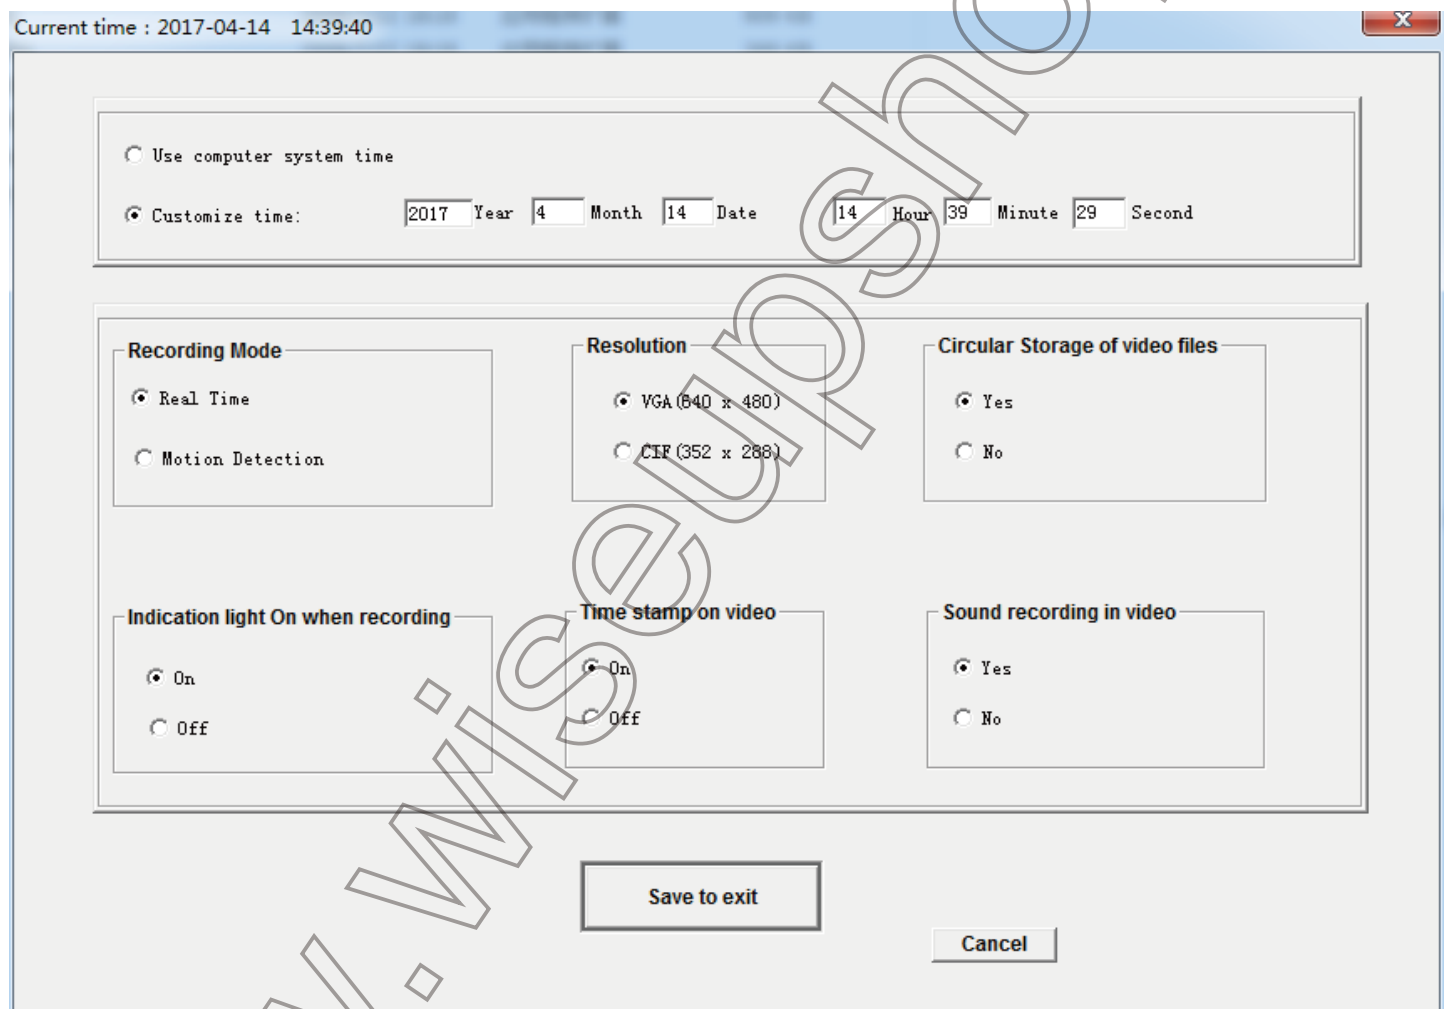 Current time : 2017-04-14 14:39:40
Use computer system time
Customize time: 2017 Year 4 Month 14 Date 14 Hour 39 Minute 29 Second
Recording Mode
Real Time
Motion Detection
Resolution
VGA(640 x 480)
CIF(352 x 288)
Circular Storage of video files
Yes
No
Indication light On when recording
On
Off
Time stamp on video
On
Off
Sound recording in video
Yes
No
Save to exit
Cancel
.wiseupsho